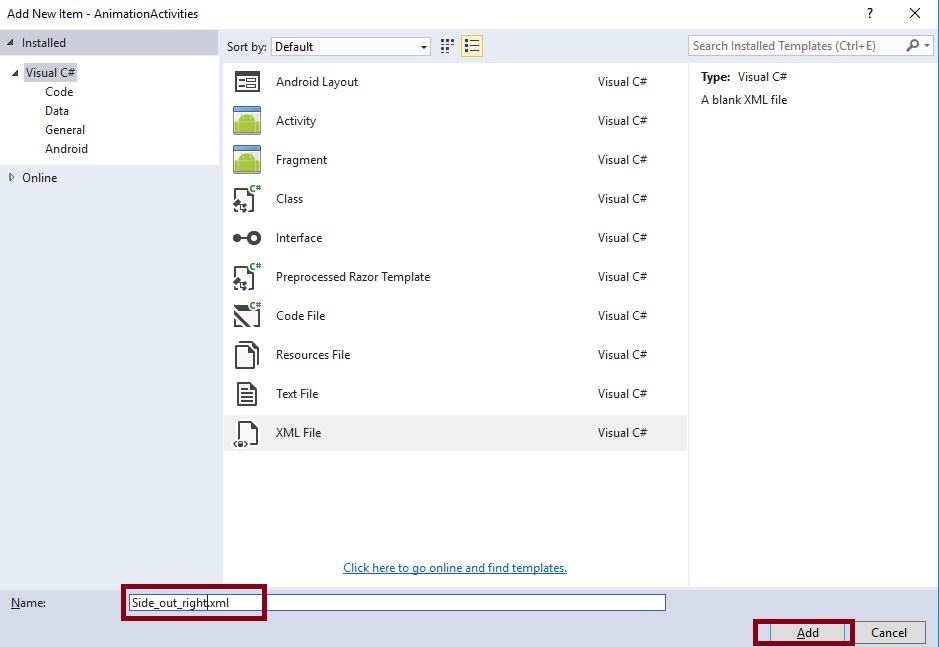 Add New Item - AnimationActivities
?
Installed
Sort by: Default
Search Installed Templates (Ctrl+E)
Visual C#
Code
Data
General
Android
Online
Android Layout Visual C#
Activity Visual C#
Fragment Visual C#
C# Class Visual C#
Interface Visual C#
C# Preprocessed Razor Template Visual C#
C# Code File Visual C#
Resources File Visual C#
Text File Visual C#
XML File Visual C#
Type: Visual C#
A blank XML file
Click here to go online and find templates.
Name: Side_out_right.xml
Add Cancel